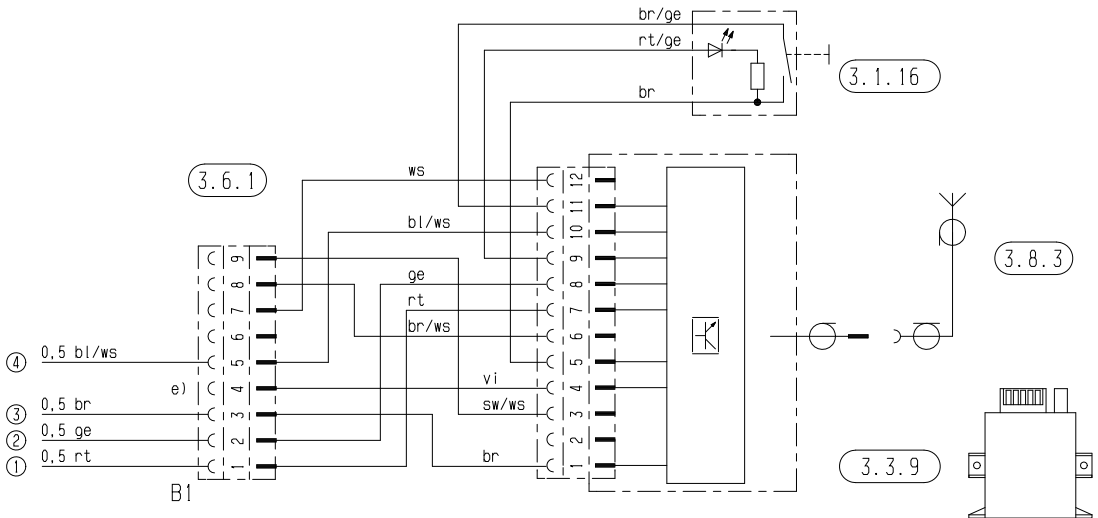 br/ge
rt/ge
3.1.16
br
ws
3.6.1
12
11
bl/ws
10
9
9
3.8.3
8
ge
8
7
rt
7
6
br/ws
6
④ 0,5 bl/ws
5
5
e)
4
vi
4
③ 0,5 br
3
sw/ws
3
② 0,5 ge
2
2
① 0,5 rt
1
br
1
3.3.9
B1